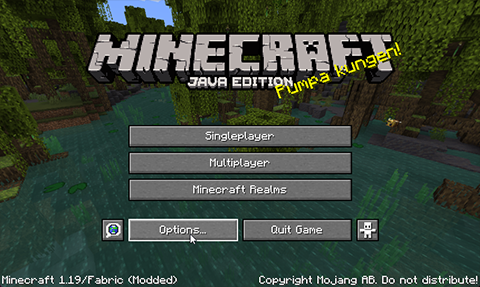 MINECRAFT
JAVA EDITION
Pumpa kungen!
Singleplayer
Multiplayer
Minecraft Realms
Options...
Quit Game
Minecraft 1.19/Fabric (Modded)
Copyright Mojang AB. Do not distribute!